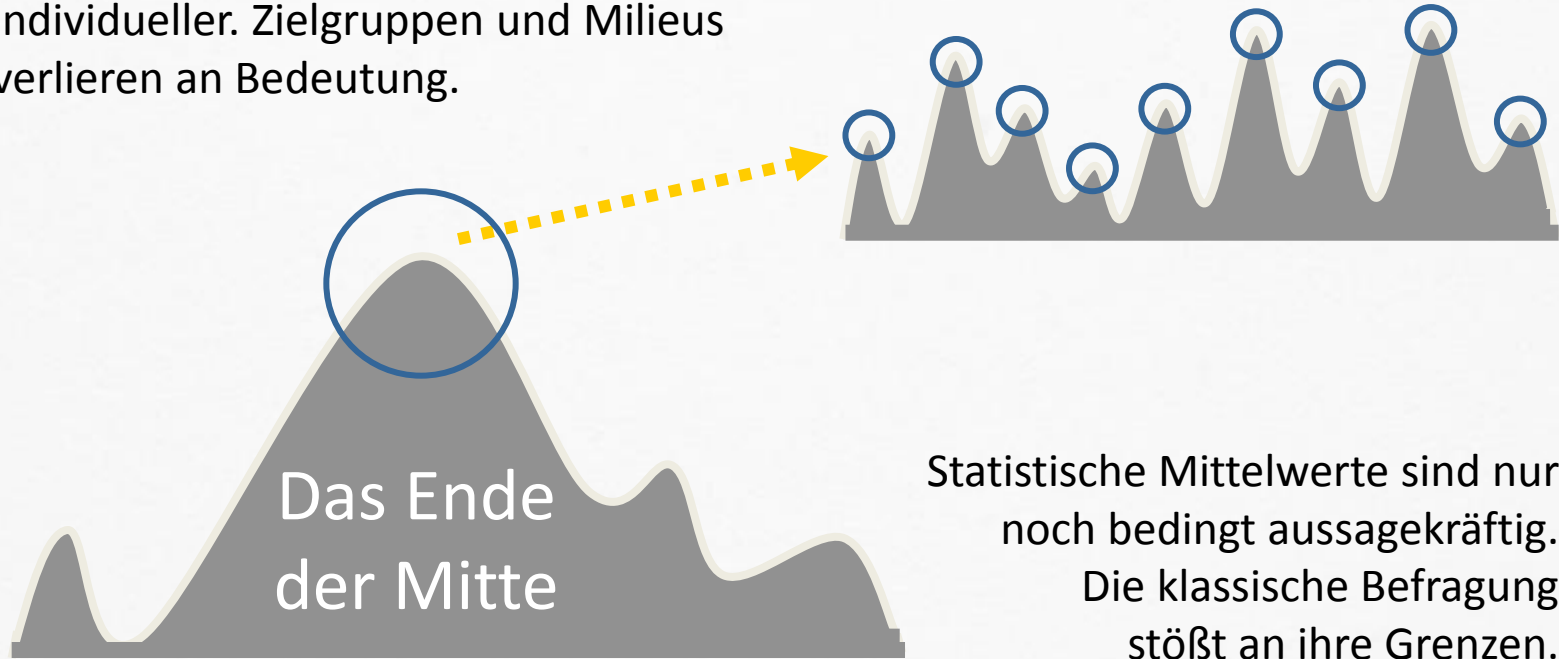 individueller. Zielgruppen und Milieus
verlieren an Bedeutung.
Das Ende
der Mitte
Statistische Mittelwerte sind nur
noch bedingt aussagekräftig.
Die klassische Befragung
stößt an ihre Grenzen.